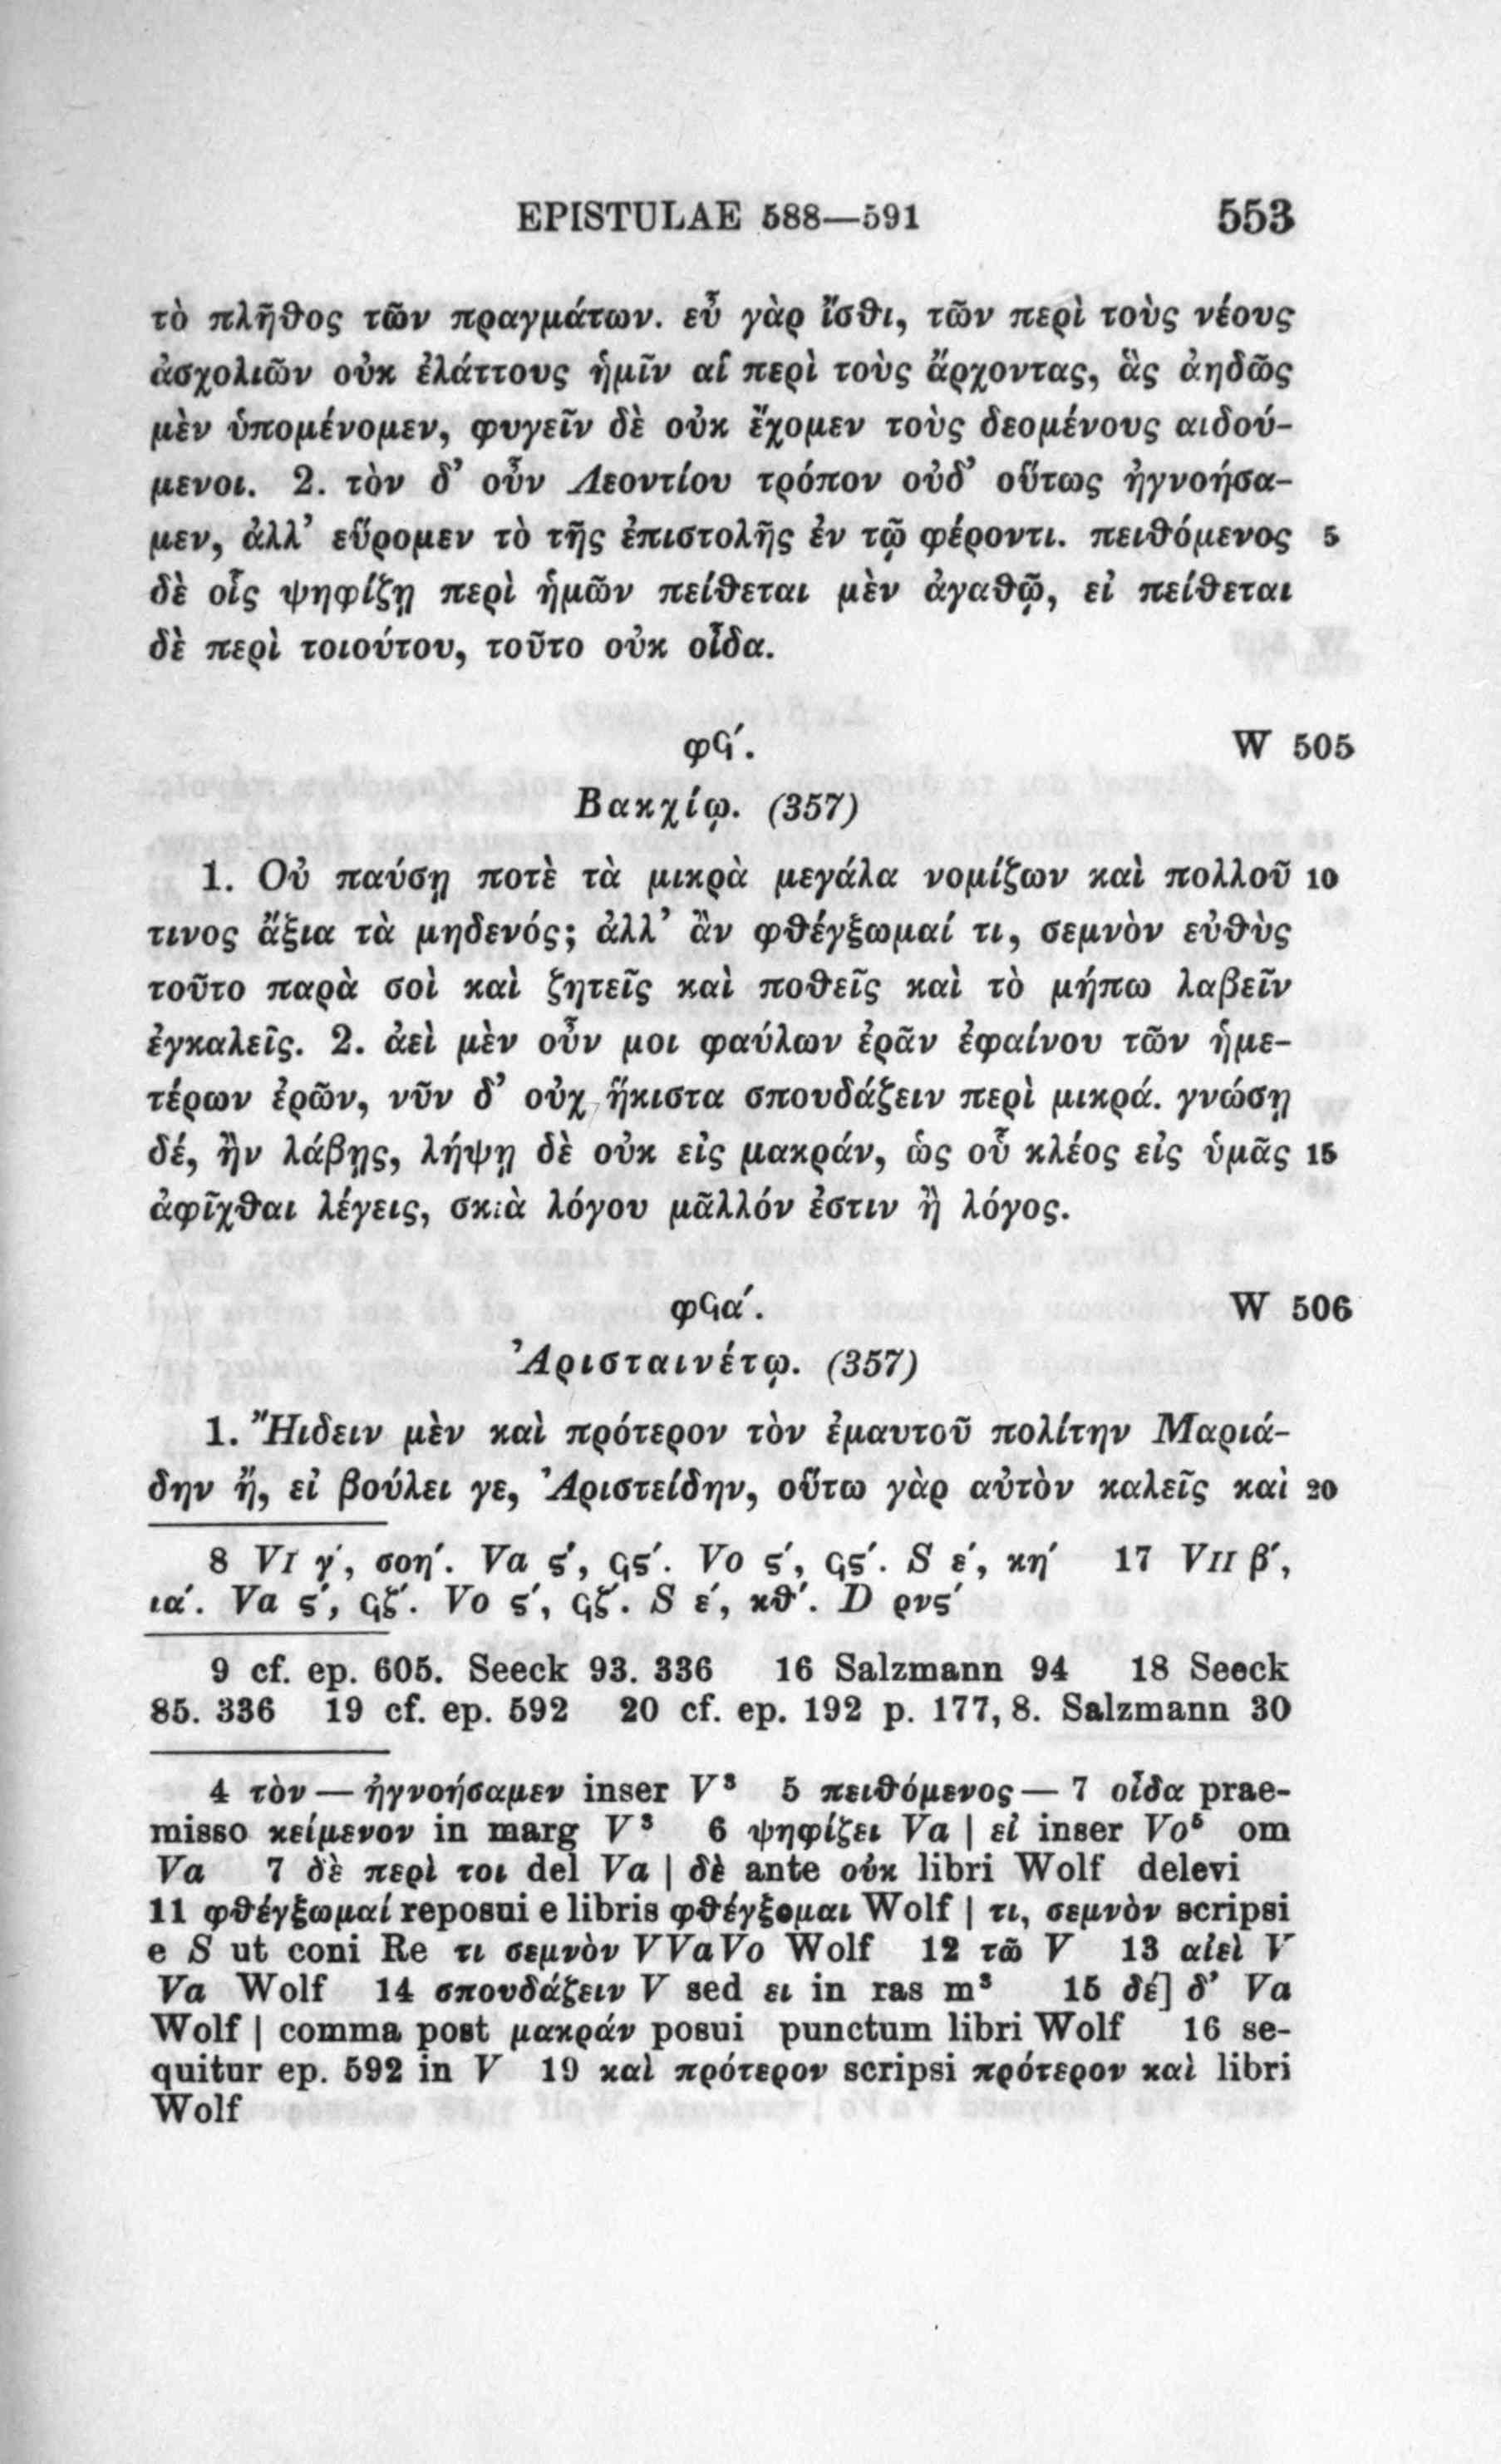 EPISTULAE 588—591 553
τὸ πλῆθος τῶν πραγμάτων. εὖ γὰρ ἴσθι, τῶν περὶ τοὺς νέους
ἀσχολιῶν οὐκ ἐλάττους ἡμῖν αἱ περὶ τοὺς ἄρχοντας, ἃς ἀηδῶς
μὲν ὑπομένομεν, φυγεῖν δὲ οὐκ ἔχομεν τοὺς δεομένους αιδού-
μενοι. 2. τὸν δ’ οὖν Λεοντίου τρόπον οὐδ’ οὕτως ἠγνοήσα-
μεν, ἀλλ’ εὕρομεν τὸ τῆς ἐπιστολῆς ἐν τῷ φέροντι. πειθόμενος 5
δὲ οἷς ψηφίζῃ περὶ ἡμῶν πείθεται μὲν ἀγαθῷ, εἰ πείθεται
δὲ περὶ τοιούτου, τοῦτο οὐκ οἶδα.
φϟ΄. W 505
Βακχίῳ. (357)
1. Οὐ παύσῃ ποτὲ τὰ μικρὰ μεγάλα νομίζων καὶ πολλοῦ 10
τινος ἄξια τὰ μηδενός; ἀλλ’ ἂν φθέγξωμαί τι, σεμνὸν εὐθὺς
τοῦτο παρὰ σοὶ καὶ ζητεῖς καὶ ποθεῖς καὶ τὸ μήπω λαβεῖν
ἐγκαλεῖς. 2. ἀεὶ μὲν οὖν μοι φαύλων ἐρᾶν ἐφαίνου τῶν ἡμε-
τέρων ἐρῶν, νῦν δ’ οὐχ ἥκιστα σπουδάζειν περὶ μικρά. γνώσῃ
δέ, ἢν λάβῃς, λήψῃ δὲ οὐκ εἰς μακράν, ὡς οὗ κλέος εἰς ὑμᾶς 15
ἀφῖχθαι λέγεις, σκιὰ λόγου μᾶλλόν ἐστιν ἢ λόγος.
φϟα΄. W 506
Ἀρισταινέτῳ. (357)
1. Ἤιδειν μὲν καὶ πρότερον τὸν ἐμαυτοῦ πολίτην Μαριά-
δην ἤ, εἰ βούλει γε, Ἀριστείδην, οὕτω γὰρ αὐτὸν καλεῖς καὶ 20
8 VI γ΄, σοη΄. Va ϛ΄, ϟϛ΄. Vo ϛ΄, ϟϛ΄. S ε΄, κη΄ 17 VII β΄,
ια΄. Va ϛ΄, ϟζ΄. Vo ϛ΄, ϟζ΄. S ε΄, κθ΄. D ρνϛ΄
9 cf. ep. 605. Seeck 93. 336 16 Salzmann 94 18 Seeck
85. 336 19 cf. ep. 592 20 cf. ep. 192 p. 177, 8. Salzmann 30
4 τὸν — ἠγνοήσαμεν inser V³ 5 πειθόμενος — 7 οἶδα prae-
misso κείμενον in marg V³ 6 ψηφίζει Va | εἰ inser Vo⁵ om
Va 7 δὲ περὶ τοι del Va | δὲ ante οὐκ libri Wolf delevi
11 φθέγξωμαί reposui e libris φθέγξομαι Wolf | τι, σεμνὸν scripsi
e S ut coni Re τι σεμνὸν V Va Vo Wolf 12 τῶ V 13 αἰεὶ V
Va Wolf 14 σπουδάζειν V sed ει in ras m³ 15 δέ] δ’ Va
Wolf | comma post μακράν posui punctum libri Wolf 16 se-
quitur ep. 592 in V 19 καὶ πρότερον scripsi πρότερον καὶ libri
Wolf